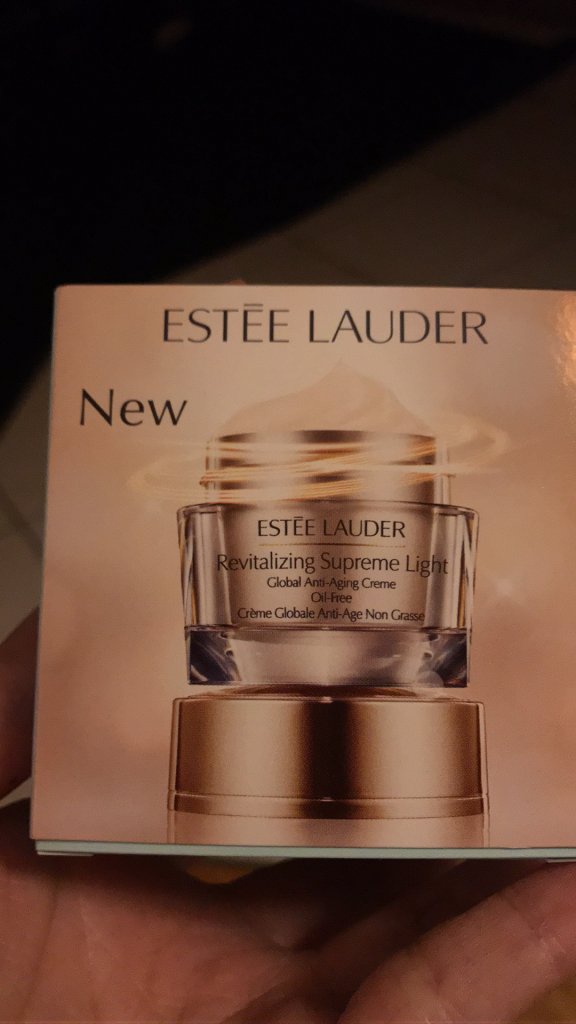 ESTĒE LAUDER
New
ESTĒE LAUDER
Revitalizing Supreme Light
Global Anti-Aging Creme
Oil-Free
Crème Globale Anti-Age Non Grasse